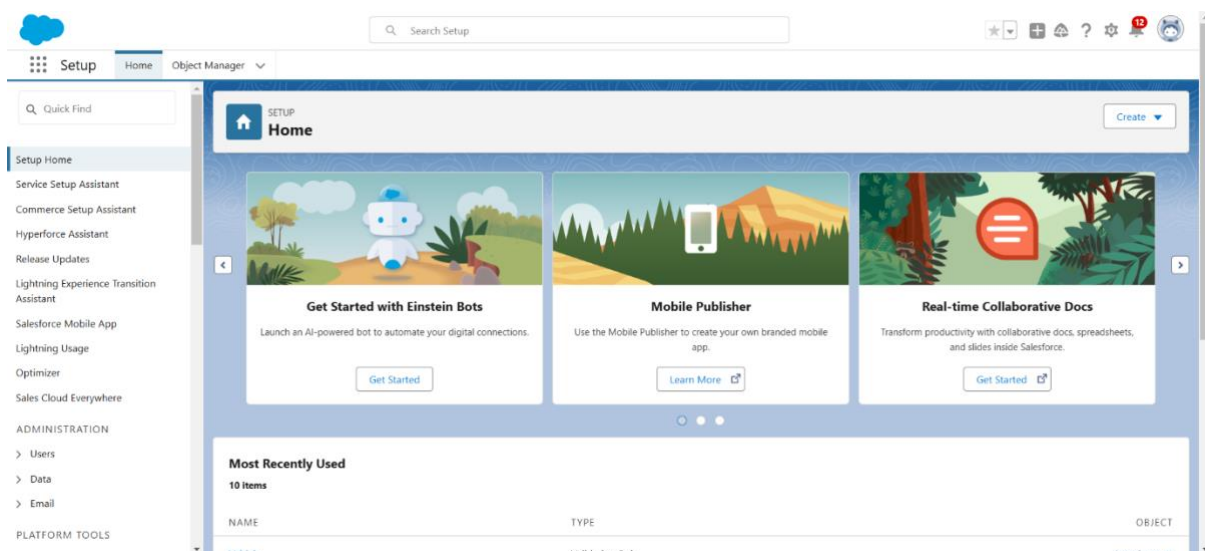 Search Setup
12
Setup
Home
Object Manager
Quick Find
Setup Home
Service Setup Assistant
Commerce Setup Assistant
Hyperforce Assistant
Release Updates
Lightning Experience Transition
Assistant
Salesforce Mobile App
Lightning Usage
Optimizer
Sales Cloud Everywhere
ADMINISTRATION
Users
Data
Email
PLATFORM TOOLS
SETUP
Home
Create
Get Started with Einstein Bots
Launch an AI-powered bot to automate your digital connections.
Get Started
Mobile Publisher
Use the Mobile Publisher to create your own branded mobile
app.
Learn More
Real-time Collaborative Docs
Transform productivity with collaborative docs, spreadsheets,
and slides inside Salesforce.
Get Started
Most Recently Used
10 items
NAME
TYPE
OBJECT